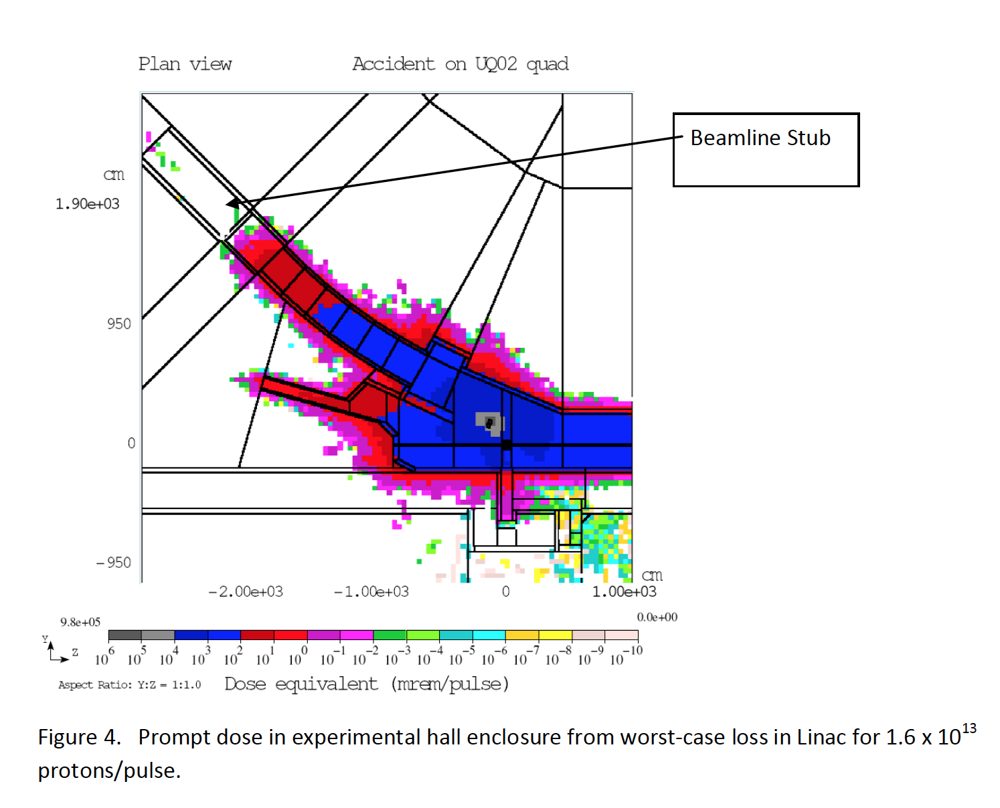 Plan view Accident on UQ02 quad
Beamline Stub
cm
1.90e+03
950
0
−950
cm
−2.00e+03 −1.00e+03 0 1.00e+03
9.8e+05 0.0e+00
10^6 10^5 10^4 10^3 10^2 10^1 10^0 10^−1 10^−2 10^−3 10^−4 10^−5 10^−6 10^−7 10^−8 10^−9 10^−10
Y
Z
Aspect Ratio: Y:Z = 1:1.0 Dose equivalent (mrem/pulse)
Figure 4. Prompt dose in experimental hall enclosure from worst-case loss in Linac for 1.6 x 10^13
protons/pulse.